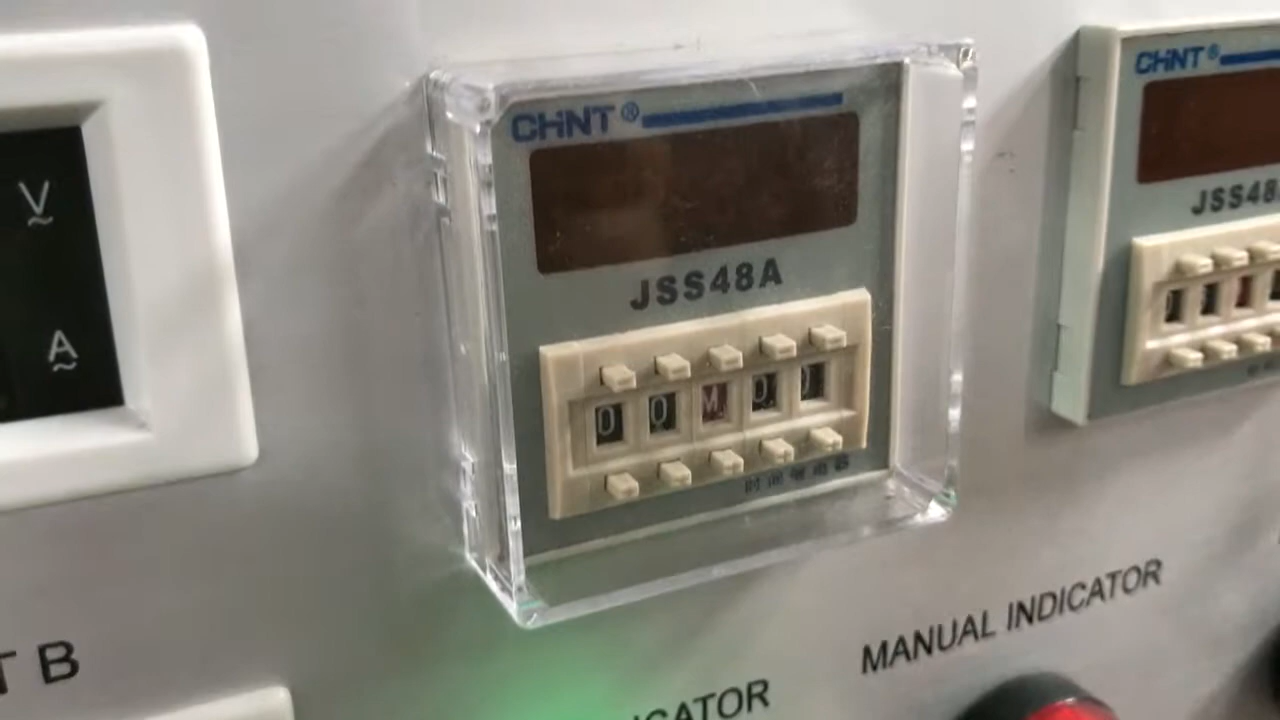 CHNT®
JSS48A
0 0 M 0 0
V
A
CHNT®
JSS48
T B
MANUAL INDICATOR
ICATOR